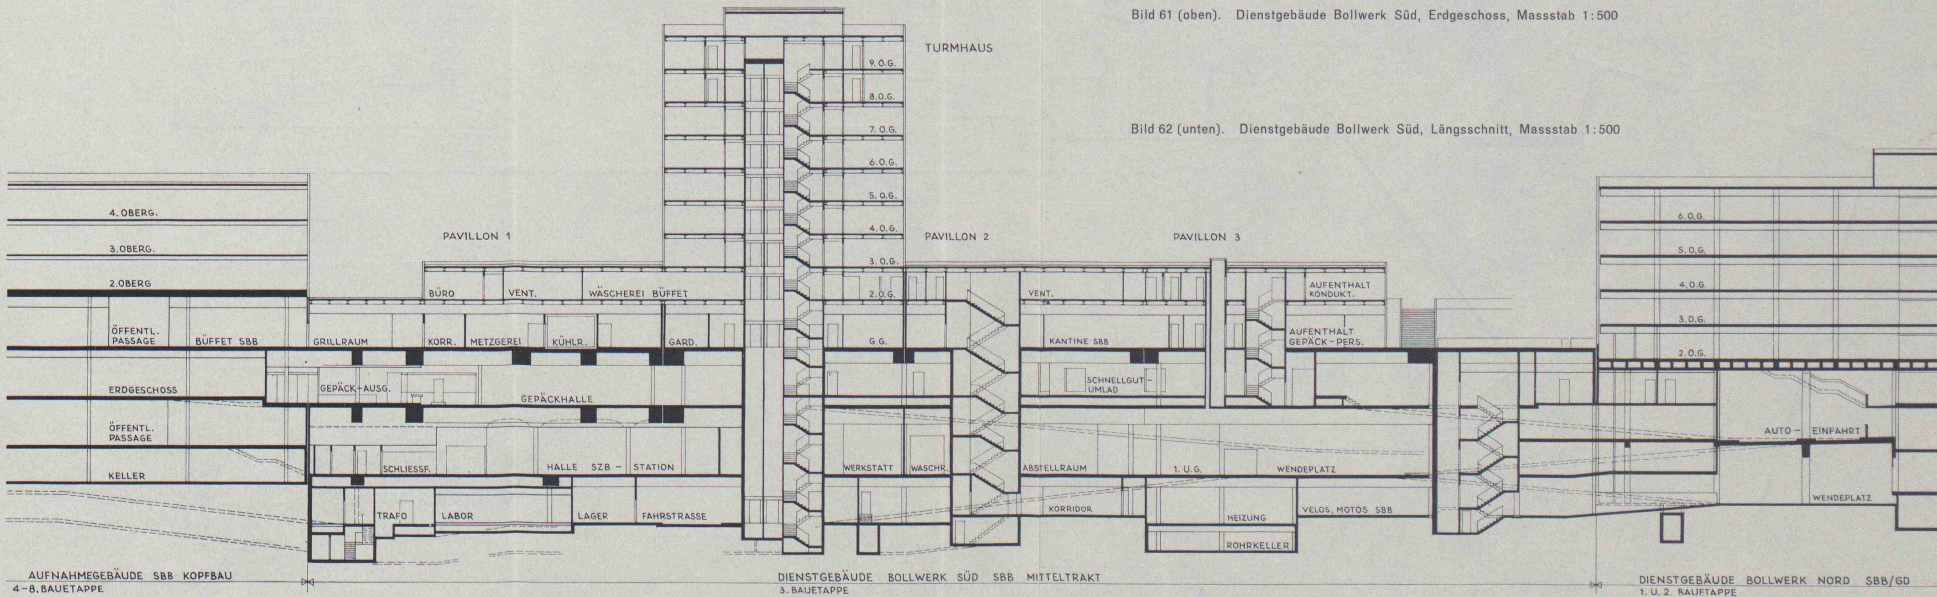 Bild 61 (oben). Dienstgebäude Bollwerk Süd, Erdgeschoss, Massstab 1:500
TURMHAUS
9.O.G.
8.O.G.
7.O.G.
6.O.G.
5.O.G.
4.O.G.
3.O.G.
2.O.G.
G.G.
Bild 62 (unten). Dienstgebäude Bollwerk Süd, Längsschnitt, Massstab 1:500
4. OBERG.
3. OBERG.
2. OBERG
ÖFFENTL.
PASSAGE
BÜFFET SBB
ERDGESCHOSS
ÖFFENTL.
PASSAGE
KELLER
PAVILLON 1
BÜRO
VENT.
WÄSCHEREI BÜFFET
GRILLRAUM
KORR.
METZGEREI
KÜHLR.
GARD.
GEPÄCK-AUSG.
GEPÄCKHALLE
SCHLIESSF.
HALLE SZB - STATION
TRAFO
LABOR
LAGER
FAHRSTRASSE
PAVILLON 2
PAVILLON 3
VENT.
AUFENTHALT
KONDUKT.
KANTINE SBB
AUFENTHALT
GEPÄCK-PERS.
SCHNELLGUT-
UMLAD
WERKSTATT
WASCHR.
ABSTELLRAUM
1. U.G.
WENDEPLATZ
KORRIDOR
HEIZUNG
VELOS, MOTOS SBB
ROHRKELLER
6.O.G.
5.O.G.
4.O.G.
3.O.G.
2.O.G.
AUTO - EINFAHRT
WENDEPLATZ
AUFNAHMEGEBÄUDE SBB KOPFBAU
4-8. BAUETAPPE
DIENSTGEBÄUDE BOLLWERK SÜD SBB MITTELTRAKT
3. BAUETAPPE
DIENSTGEBÄUDE BOLLWERK NORD SBB/GD
1. U. 2. BAUETAPPE